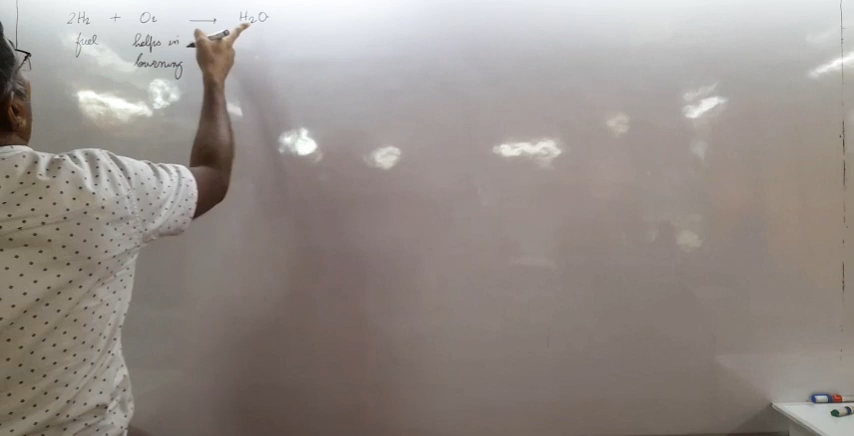 2H₂ + O₂ → H₂O
fuel helps in
burning